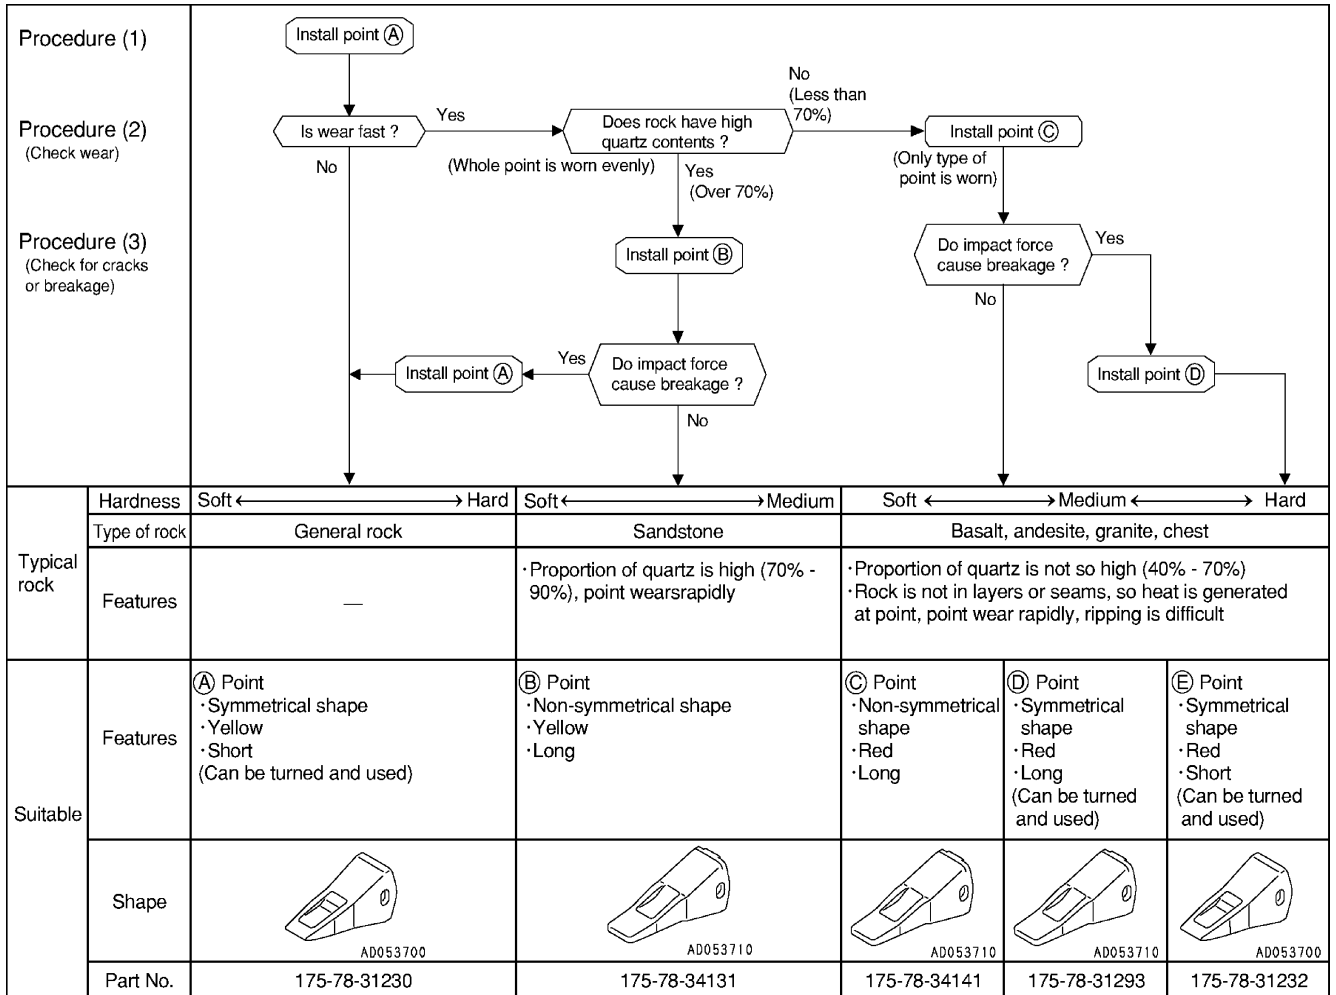 Procedure (1)
Install point Ⓐ
Procedure (2)
(Check wear)
Is wear fast ?
Yes
No
Does rock have high
quartz contents ?
(Whole point is worn evenly)
Yes
(Over 70%)
No
(Less than
70%)
Install point Ⓒ
(Only type of
point is worn)
Procedure (3)
(Check for cracks
or breakage)
Install point Ⓑ
Do impact force
cause breakage ?
Yes
No
Install point Ⓐ
Yes
Do impact force
cause breakage ?
No
Install point Ⓓ
Typical
rock
Hardness
Soft
Hard
Soft
Medium
Soft
Medium
Hard
Type of rock
General rock
Sandstone
Basalt, andesite, granite, chest
Features
—
·Proportion of quartz is high (70% -
90%), point wearsrapidly
·Proportion of quartz is not so high (40% - 70%)
·Rock is not in layers or seams, so heat is generated
at point, point wear rapidly, ripping is difficult
Suitable
Features
Ⓐ Point
·Symmetrical shape
·Yellow
·Short
(Can be turned and used)
Ⓑ Point
·Non-symmetrical shape
·Yellow
·Long
Ⓒ Point
·Non-symmetrical
shape
·Red
·Long
Ⓓ Point
·Symmetrical
shape
·Red
·Long
(Can be turned
and used)
Ⓔ Point
·Symmetrical
shape
·Red
·Short
(Can be turned
and used)
Shape
AD053700
AD053710
AD053710
AD053710
AD053700
Part No.
175-78-31230
175-78-34131
175-78-34141
175-78-31293
175-78-31232